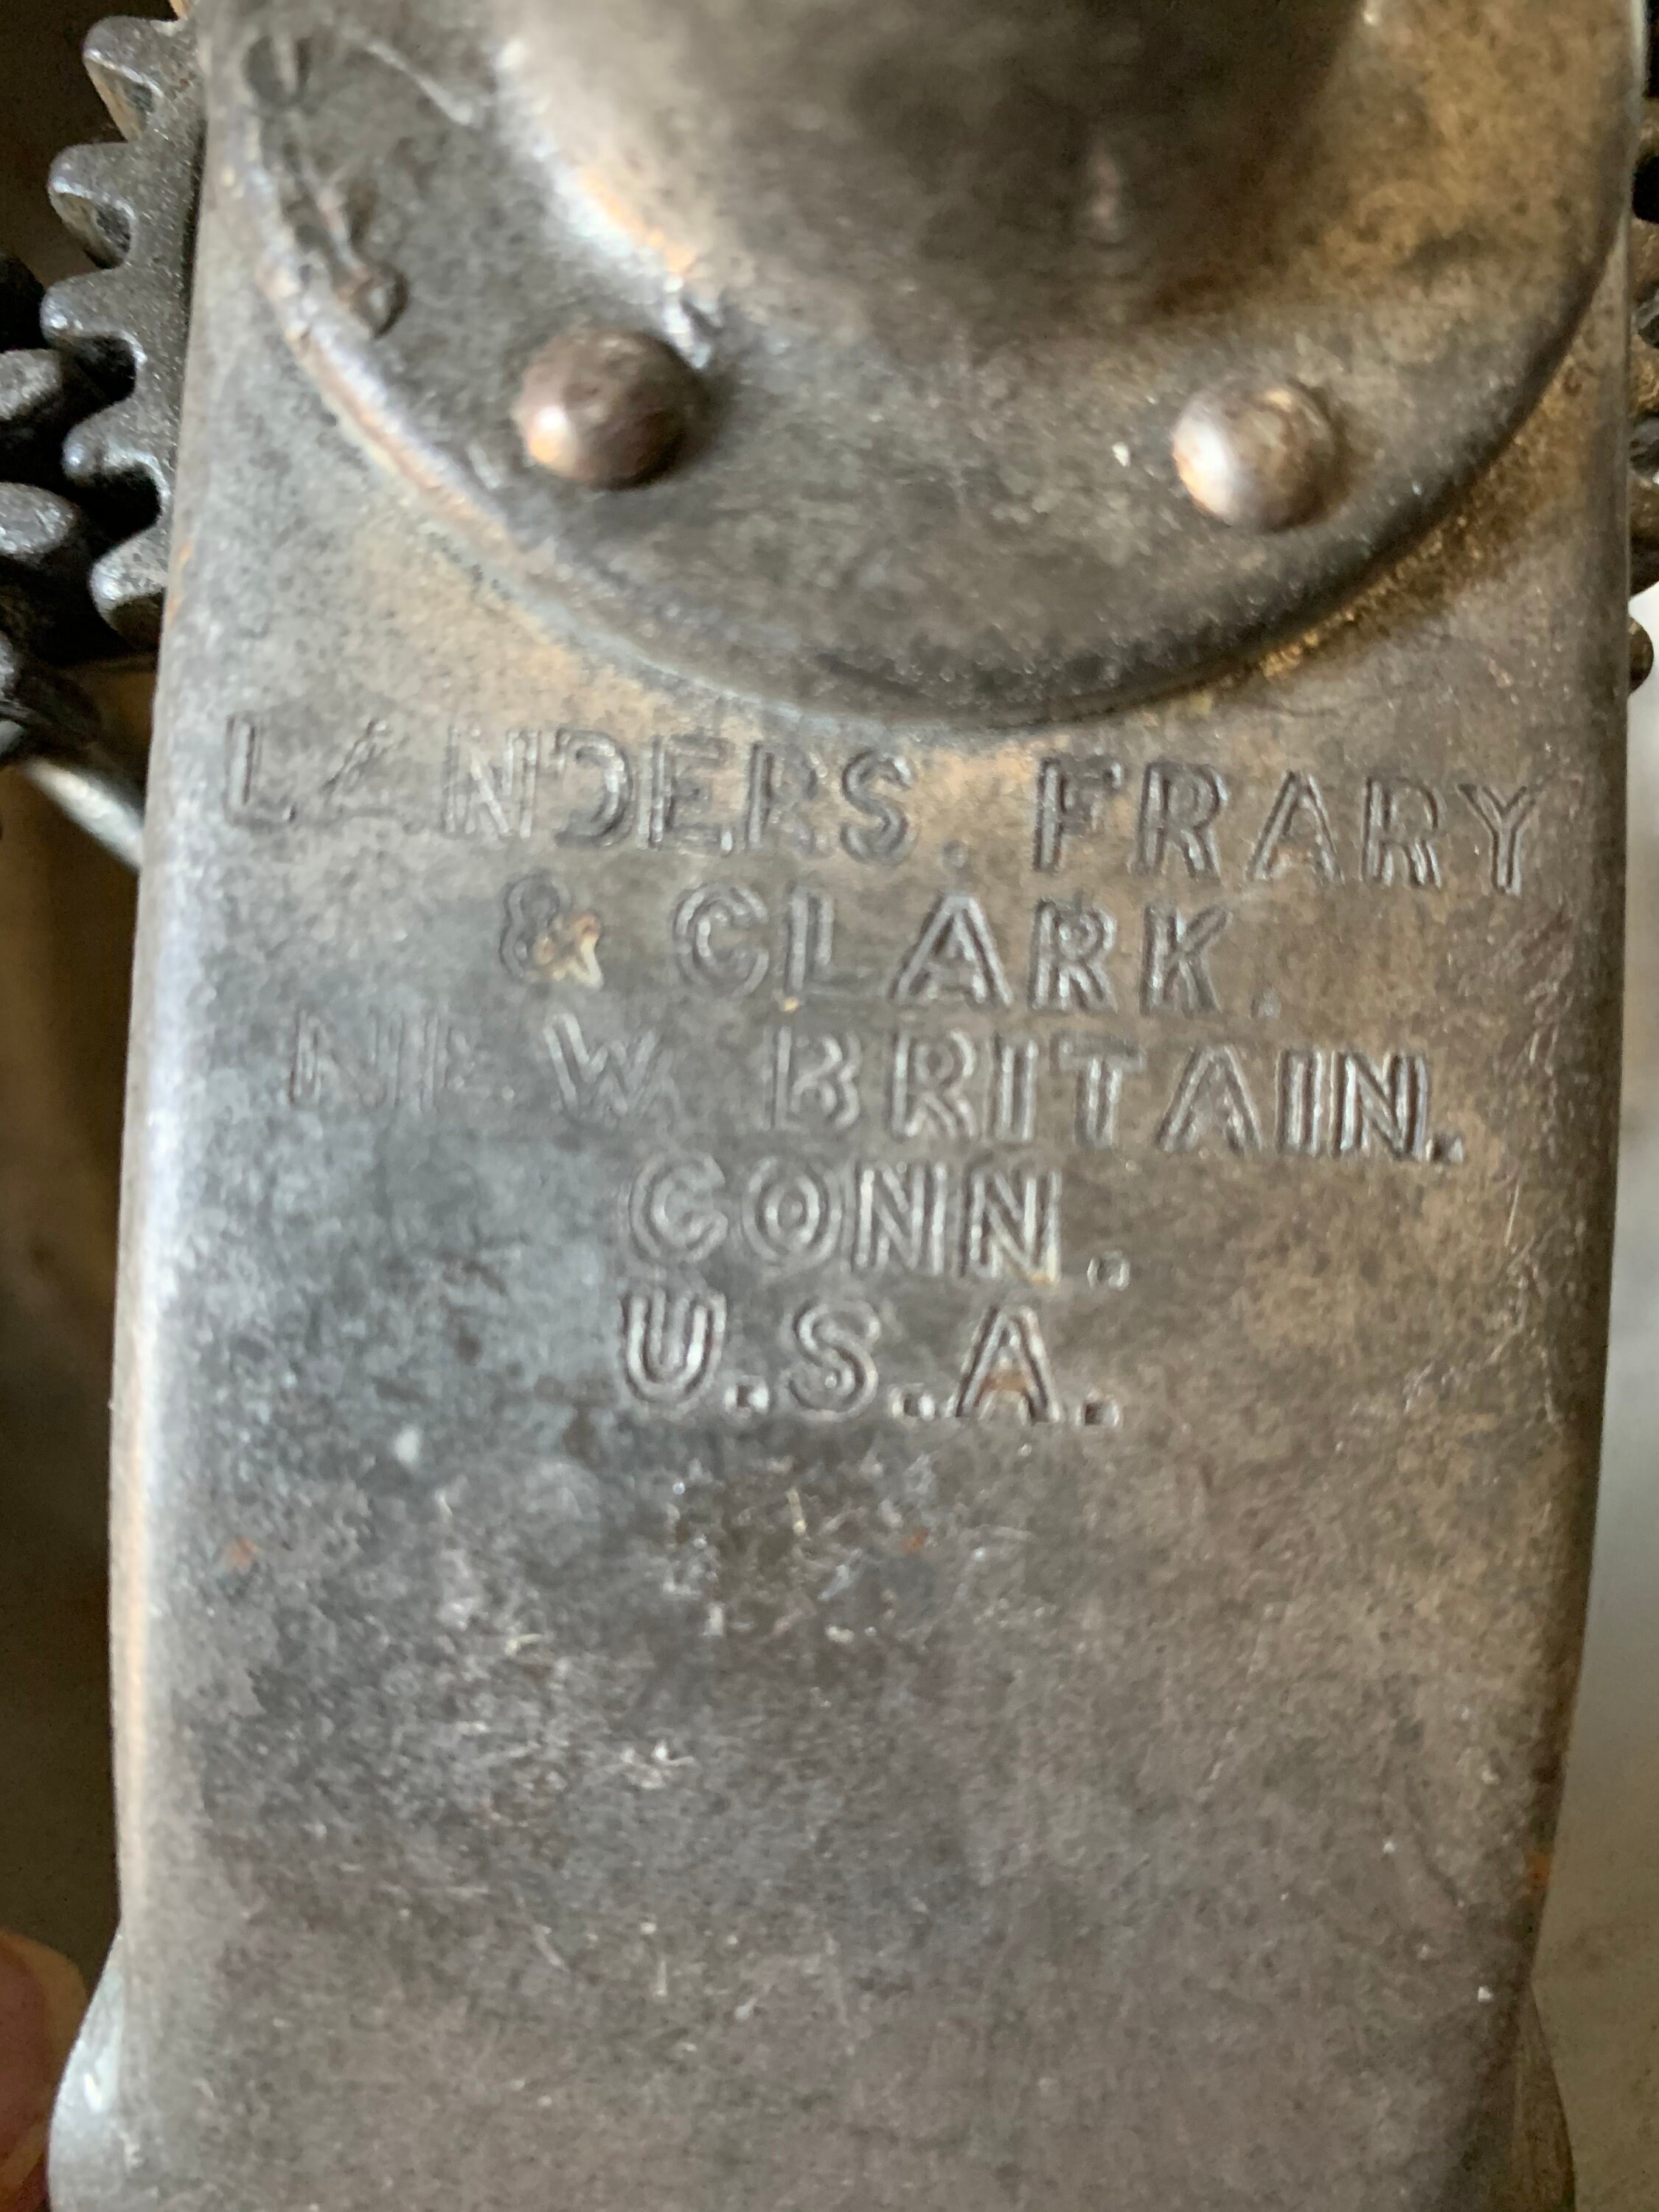 LANDERS. FRARY
& CLARK.
NEW BRITAIN.
CONN.
U.S.A.